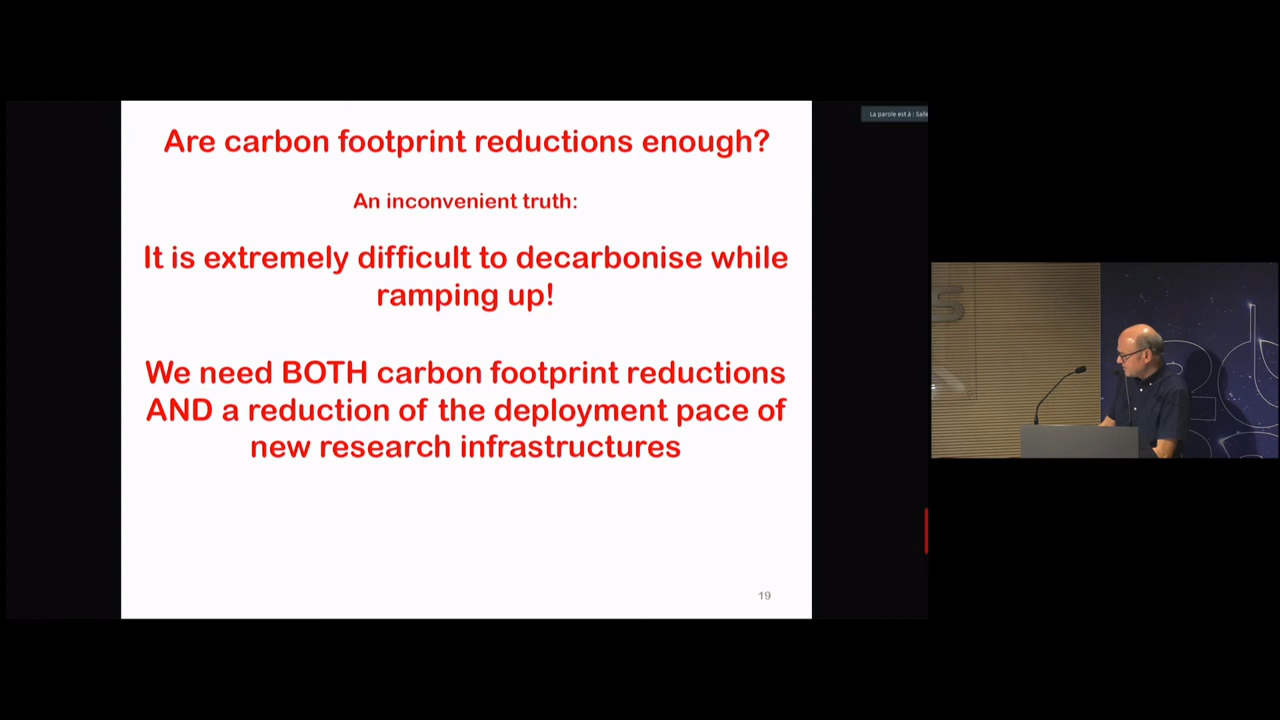 Are carbon footprint reductions enough?
An inconvenient truth:
It is extremely difficult to decarbonise while
ramping up!
We need BOTH carbon footprint reductions
AND a reduction of the deployment pace of
new research infrastructures
19
La parole est à : Salle